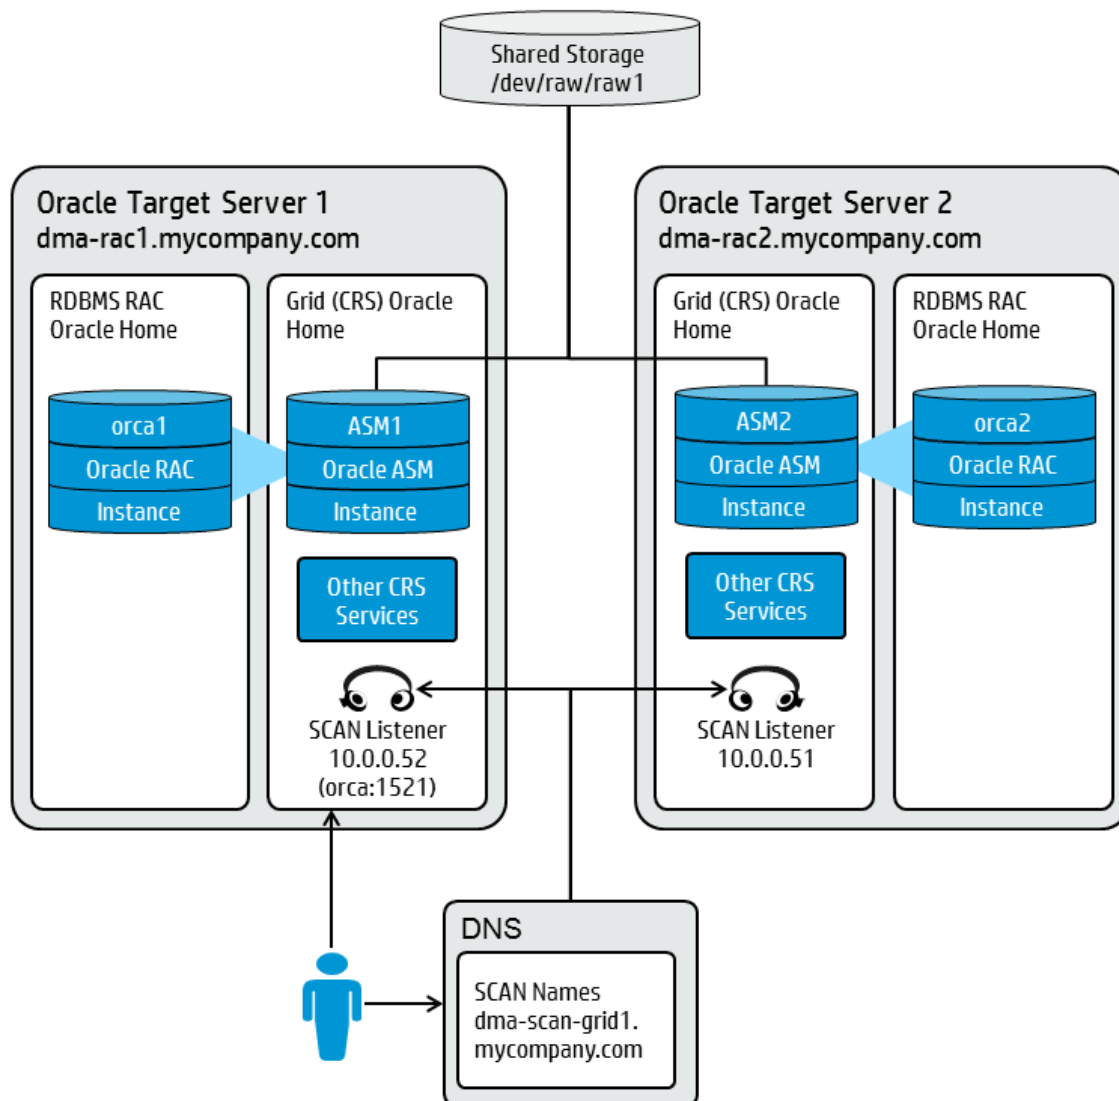 Shared Storage
/dev/raw/raw1
Oracle Target Server 1
dma-rac1.mycompany.com
RDBMS RAC
Oracle Home
Grid (CRS) Oracle
Home
orca1
Oracle RAC
Instance
ASM1
Oracle ASM
Instance
Other CRS
Services
SCAN Listener
10.0.0.52
(orca:1521)
Oracle Target Server 2
dma-rac2.mycompany.com
Grid (CRS) Oracle
Home
RDBMS RAC
Oracle Home
ASM2
Oracle ASM
Instance
orca2
Oracle RAC
Instance
Other CRS
Services
SCAN Listener
10.0.0.51
DNS
SCAN Names
dma-scan-grid1.
mycompany.com